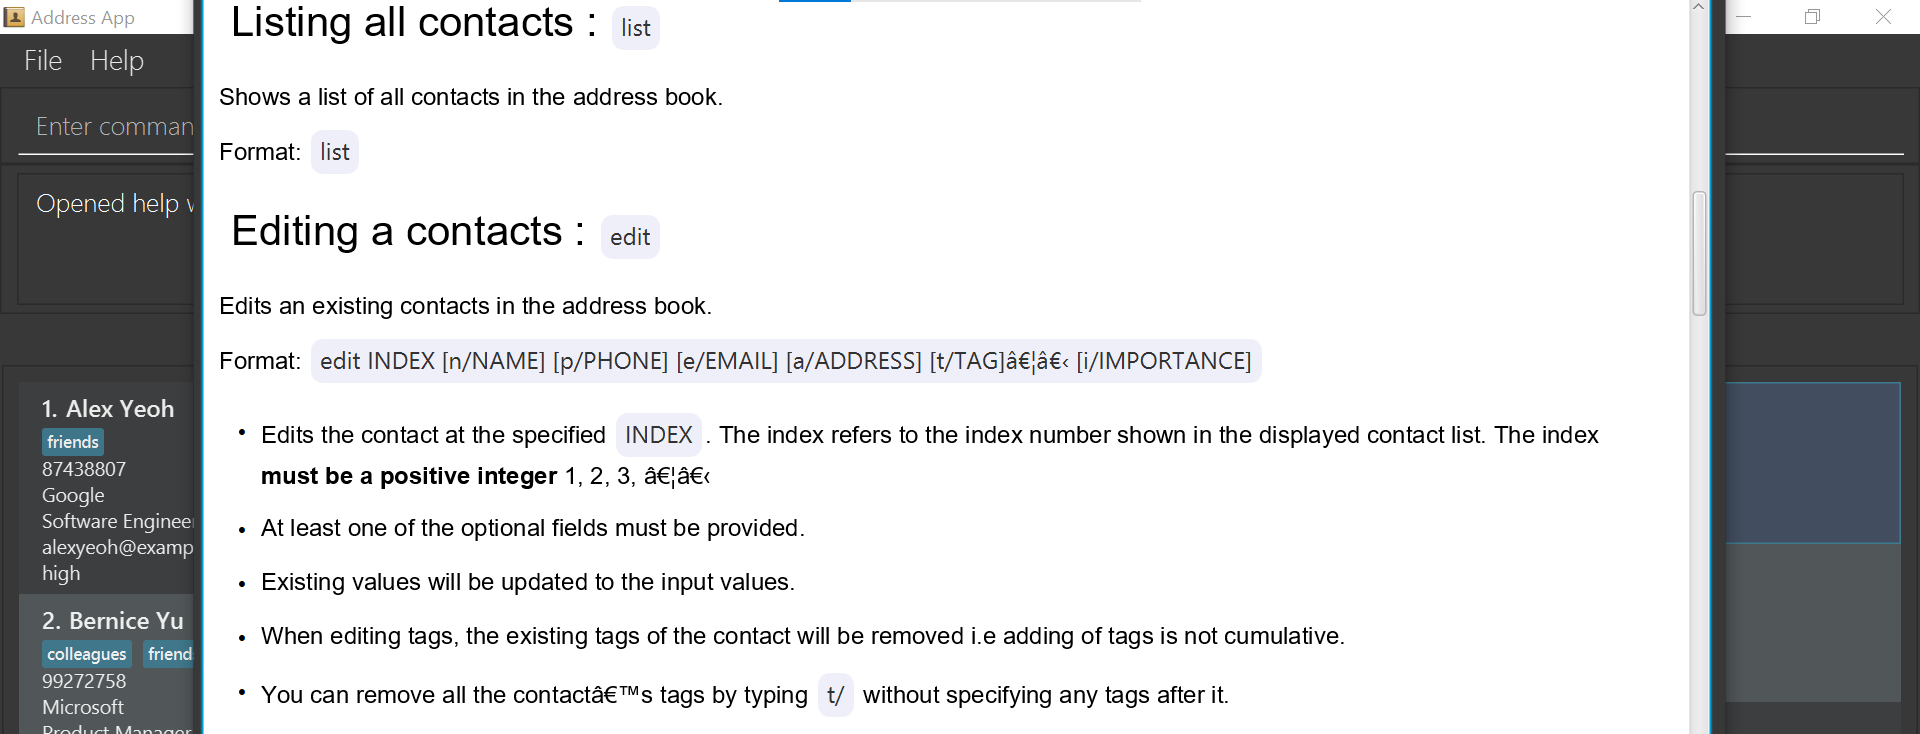 Address App
File Help
Enter comman
Opened help w
1. Alex Yeoh
friends
87438807
Google
Software Engineer
alexyeoh@examp
high
2. Bernice Yu
colleagues friend
99272758
Microsoft
Product Manager
Listing all contacts : list
Shows a list of all contacts in the address book.
Format: list
Editing a contacts : edit
Edits an existing contacts in the address book.
Format: edit INDEX [n/NAME] [p/PHONE] [e/EMAIL] [a/ADDRESS] [t/TAG]â€¦â€‹ [i/IMPORTANCE]
• Edits the contact at the specified INDEX . The index refers to the index number shown in the displayed contact list. The index
must be a positive integer 1, 2, 3, â€¦â€‹
• At least one of the optional fields must be provided.
• Existing values will be updated to the input values.
• When editing tags, the existing tags of the contact will be removed i.e adding of tags is not cumulative.
• You can remove all the contactâ€™s tags by typing t/ without specifying any tags after it.